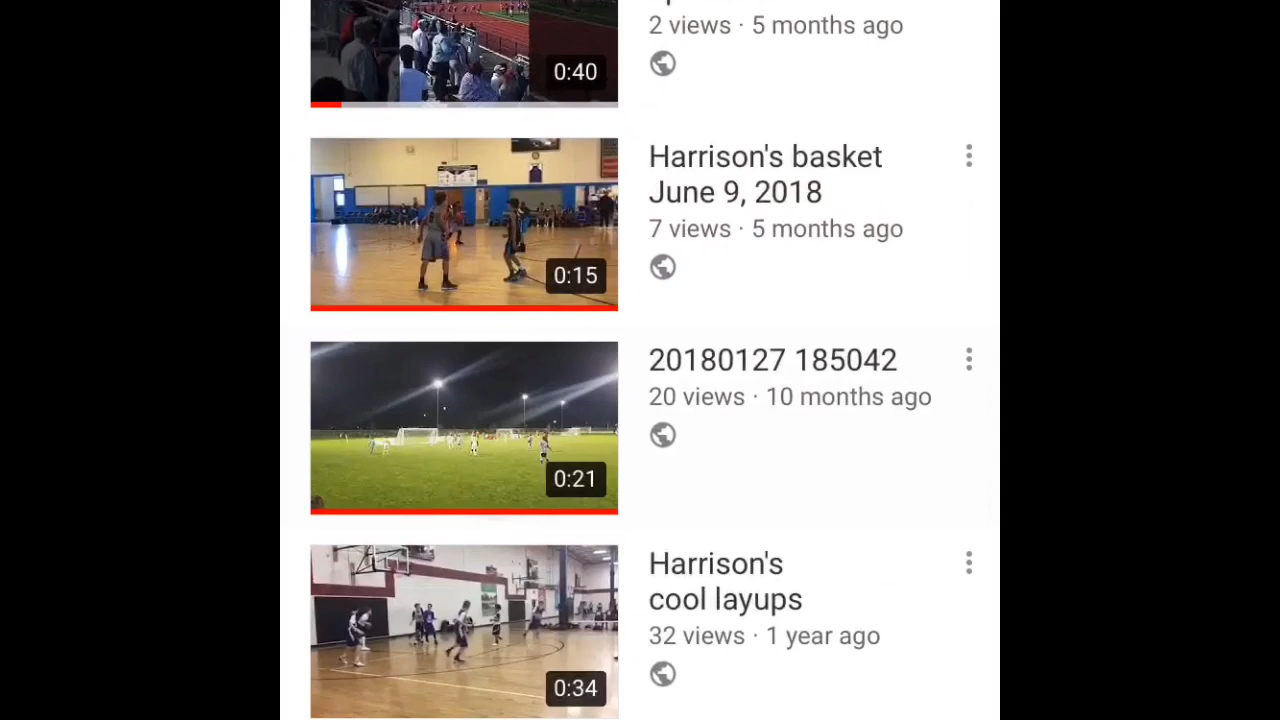 2 views · 5 months ago
0:40
Harrison's basket
June 9, 2018
7 views · 5 months ago
0:15
20180127 185042
20 views · 10 months ago
0:21
Harrison's
cool layups
32 views · 1 year ago
0:34